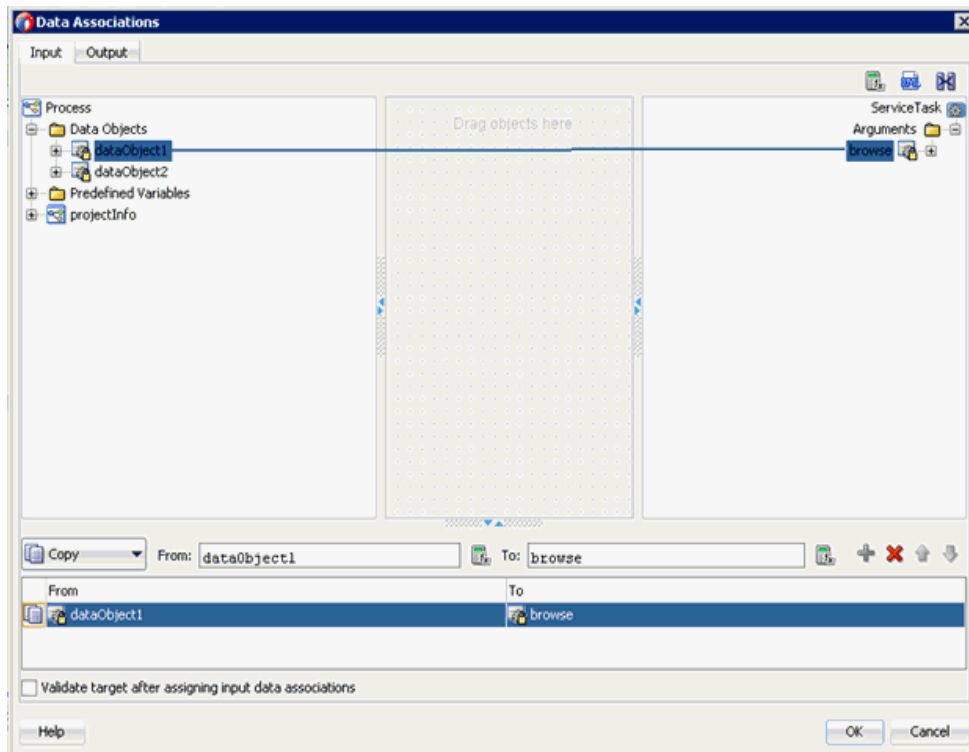 Data Associations
Input Output
Process
Data Objects
dataObject1
dataObject2
Predefined Variables
projectInfo
Drag objects here
ServiceTask
Arguments
browse
Copy From: dataObject1 To: browse
From To
dataObject1 browse
Validate target after assigning input data associations
Help OK Cancel